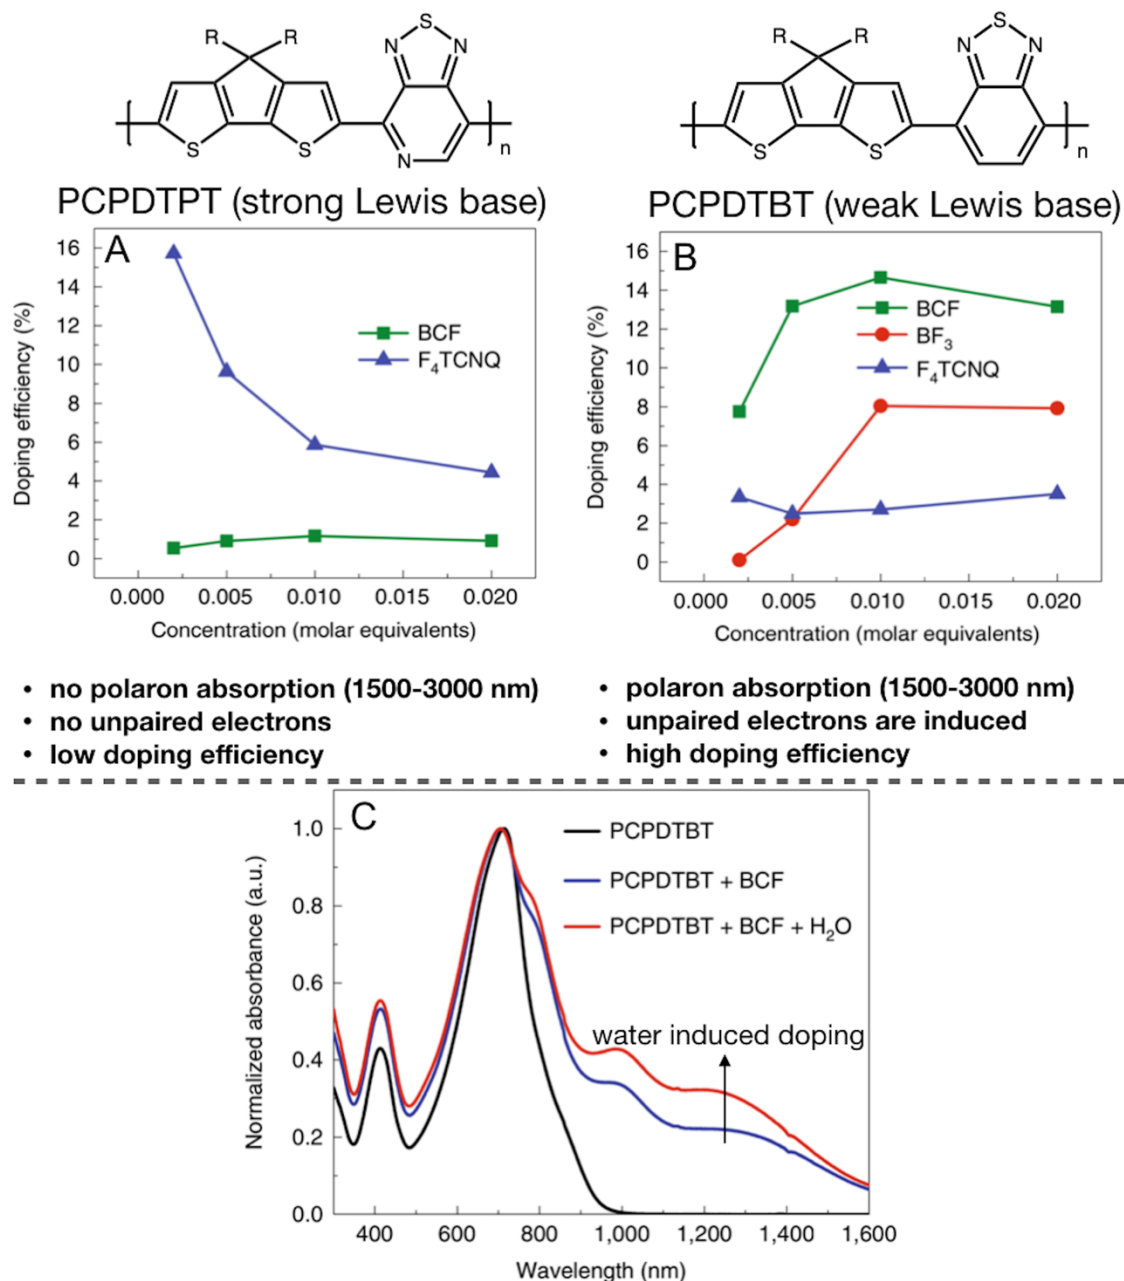 R R
N S N
S S N
n
R R
N S N
S S
n
PCPDTPT (strong Lewis base)
PCPDTBT (weak Lewis base)
A
Doping efficiency (%)
16
14
12
10
8
6
4
2
0
BCF
F₄TCNQ
0.000 0.005 0.010 0.015 0.020
Concentration (molar equivalents)
B
Doping efficiency (%)
16
14
12
10
8
6
4
2
0
BCF
BF₃
F₄TCNQ
0.000 0.005 0.010 0.015 0.020
Concentration (molar equivalents)
• no polaron absorption (1500-3000 nm)
• no unpaired electrons
• low doping efficiency
• polaron absorption (1500-3000 nm)
• unpaired electrons are induced
• high doping efficiency
C
Normalized absorbance (a.u.)
1.0
0.8
0.6
0.4
0.2
0.0
PCPDTBT
PCPDTBT + BCF
PCPDTBT + BCF + H₂O
water induced doping
400 600 800 1,000 1,200 1,400 1,600
Wavelength (nm)